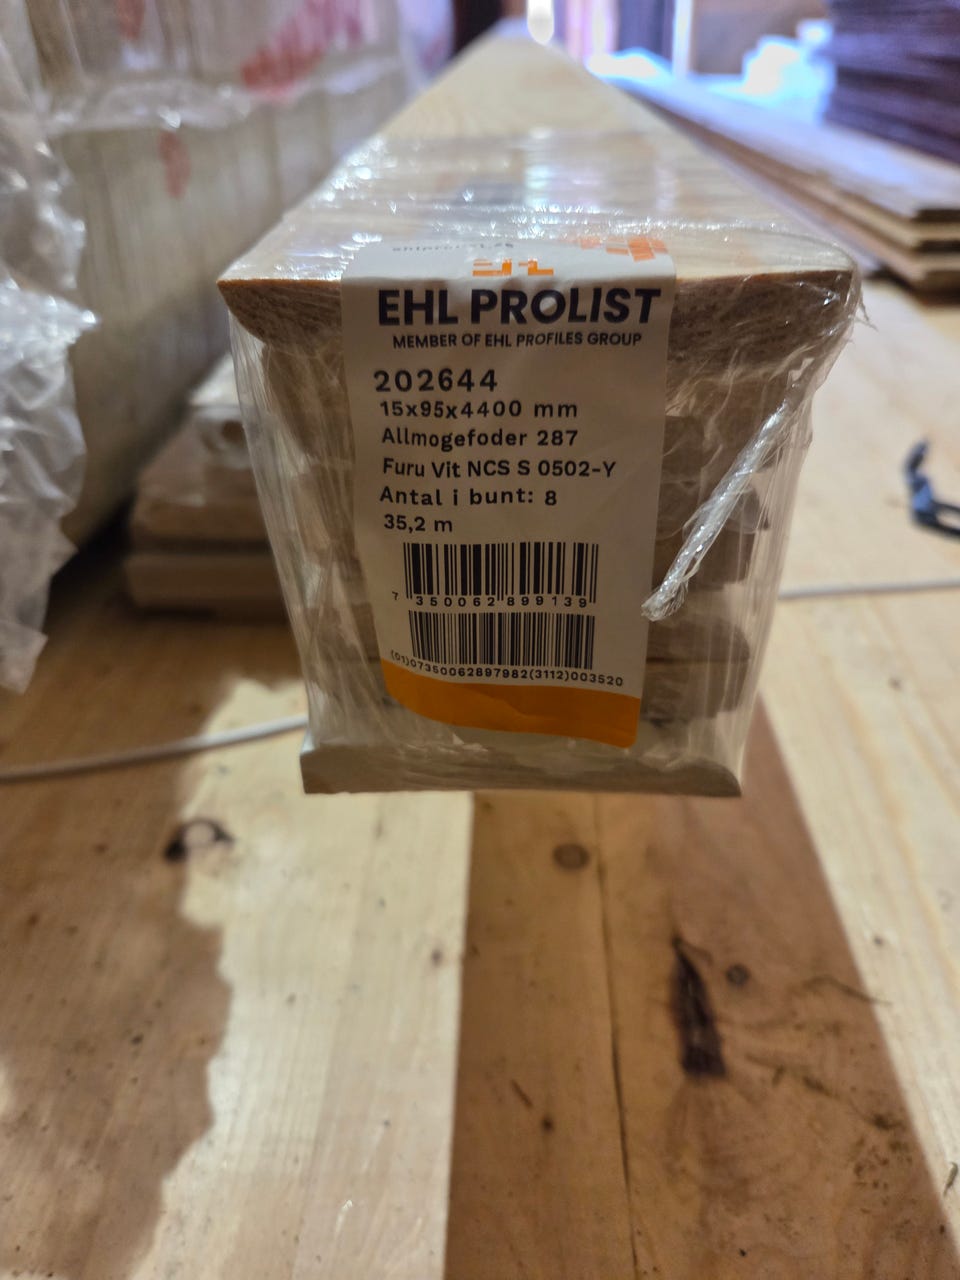 EHL PROLIST
MEMBER OF EHL PROFILES GROUP
202644
15x95x4400 mm
Allmogefoder 287
Furu Vit NCS S 0502-Y
Antal i bunt: 8
35,2 m
7 350062 899139
(01)07350062897982(3112)003520